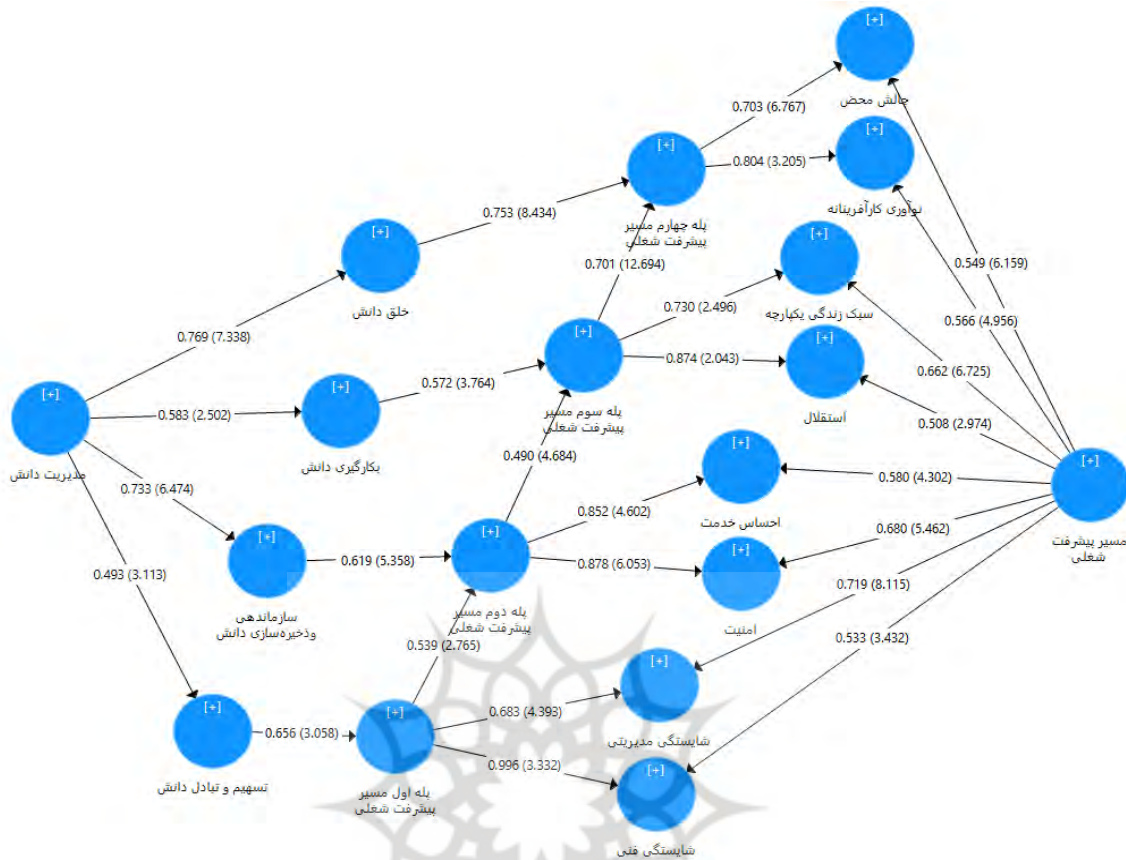 [+]
چالش محض
0.703 (6.767)
[+]
0.804 (3.205)
نوآوری کارآفرینانه
[+]
پله چهارم مسیر
پیشرفت شغلی
0.753 (8.434)
0.701 (12.694)
0.549 (6.159)
0.566 (4.956)
[+]
خلق دانش
0.769 (7.338)
[+]
سبک زندگی یکپارچه
0.730 (2.496)
[+]
پله سوم مسیر
پیشرفت شغلی
0.874 (2.043)
[+]
استقلال
0.662 (6.725)
0.508 (2.974)
[+]
مدیریت دانش
0.583 (2.502)
[+]
بکارگیری دانش
0.572 (3.764)
0.490 (4.684)
[+]
احساس خدمت
0.852 (4.602)
0.580 (4.302)
[+]
مسیر پیشرفت
شغلی
0.733 (6.474)
[*]
سازماندهی
وذخیره‌سازی دانش
0.619 (5.358)
[+]
پله دوم مسیر
پیشرفت شغلی
0.878 (6.053)
[+]
امنیت
0.680 (5.462)
0.719 (8.115)
0.533 (3.432)
0.493 (3.113)
0.539 (2.765)
[+]
تسهیم و تبادل دانش
0.656 (3.058)
[+]
پله اول مسیر
پیشرفت شغلی
0.683 (4.393)
[+]
شایستگی مدیریتی
0.996 (3.332)
[+]
شایستگی فنی